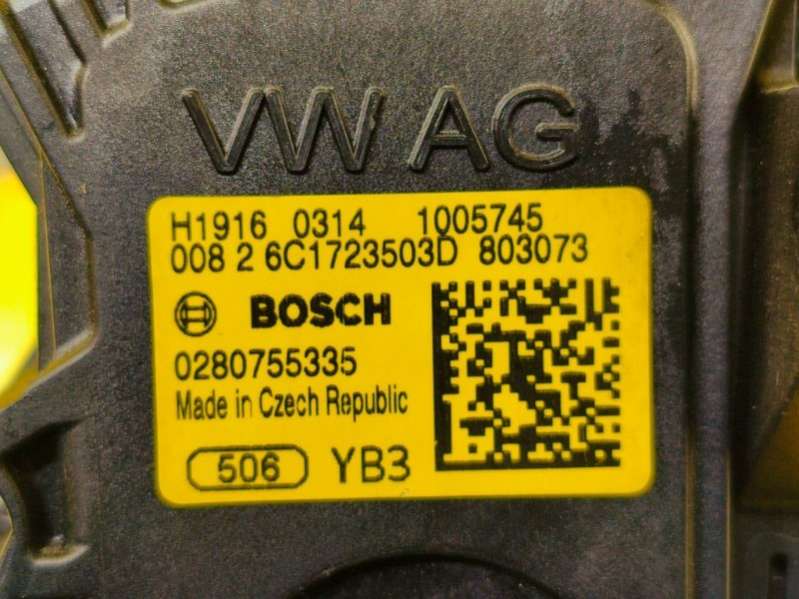 VW AG
H1916 0314 1005745
008 2 6C1723503D 803073
BOSCH
0280755335
Made in Czech Republic
506 YB3